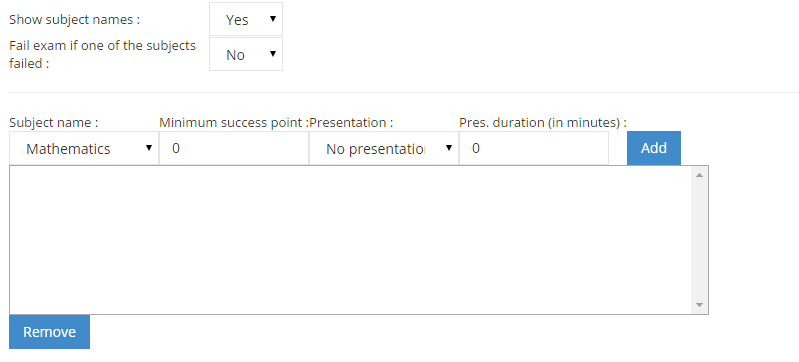 Show subject names : Yes
Fail exam if one of the subjects
failed : No
Subject name : Minimum success point : Presentation : Pres. duration (in minutes) :
Mathematics 0 No presentatio 0 Add
Remove